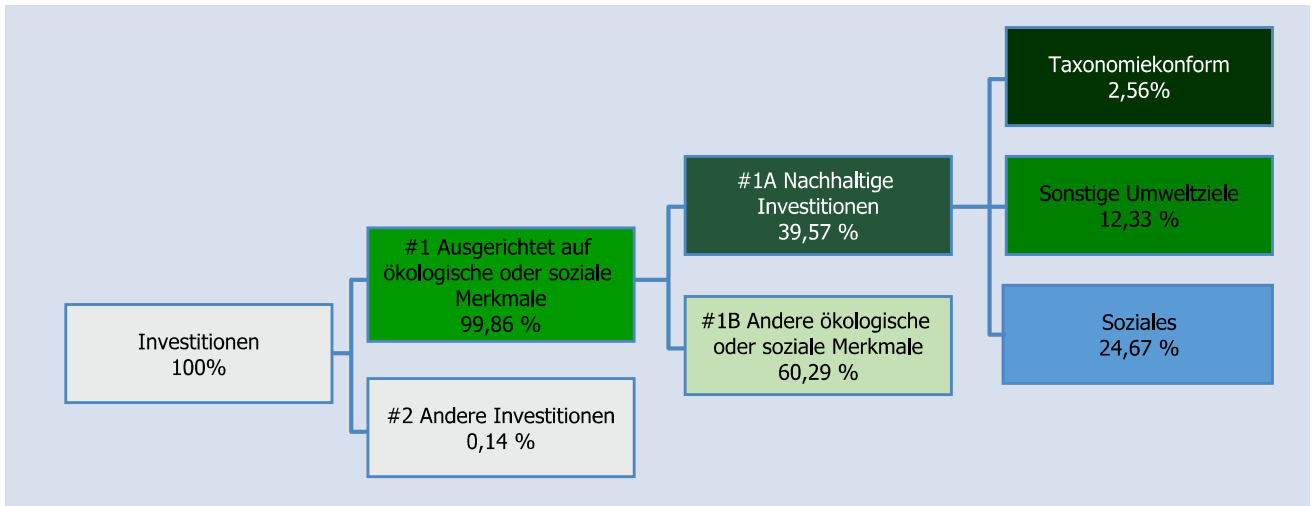 Investitionen
100%
#1 Ausgerichtet auf
ökologische oder soziale
Merkmale
99,86 %
#2 Andere Investitionen
0,14 %
#1A Nachhaltige
Investitionen
39,57 %
#1B Andere ökologische
oder soziale Merkmale
60,29 %
Taxonomiekonform
2,56%
Sonstige Umweltziele
12,33 %
Soziales
24,67 %